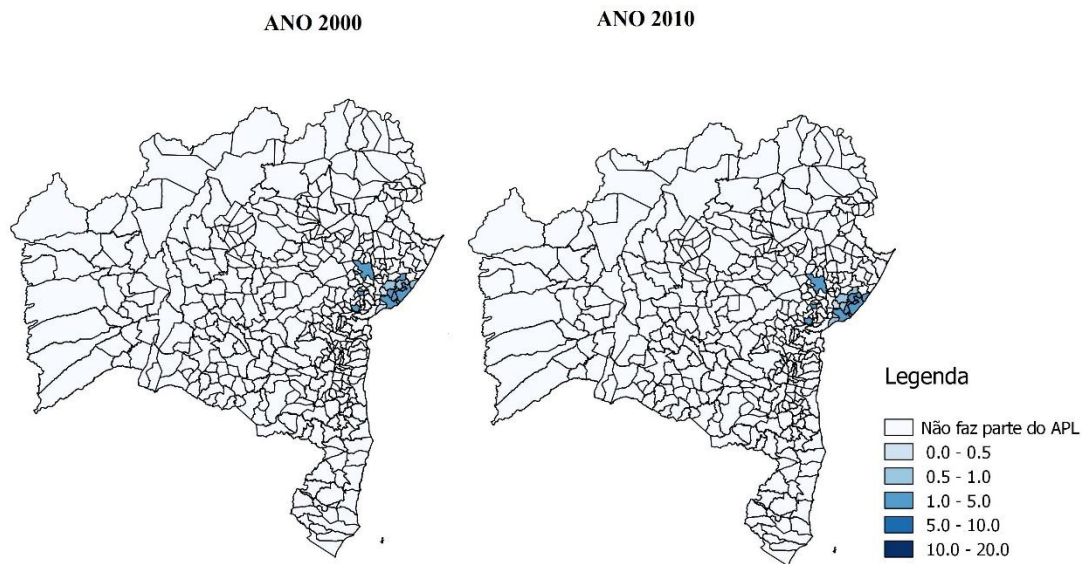 ANO 2000
ANO 2010
Legenda
Não faz parte do APL
0.0 - 0.5
0.5 - 1.0
1.0 - 5.0
5.0 - 10.0
10.0 - 20.0